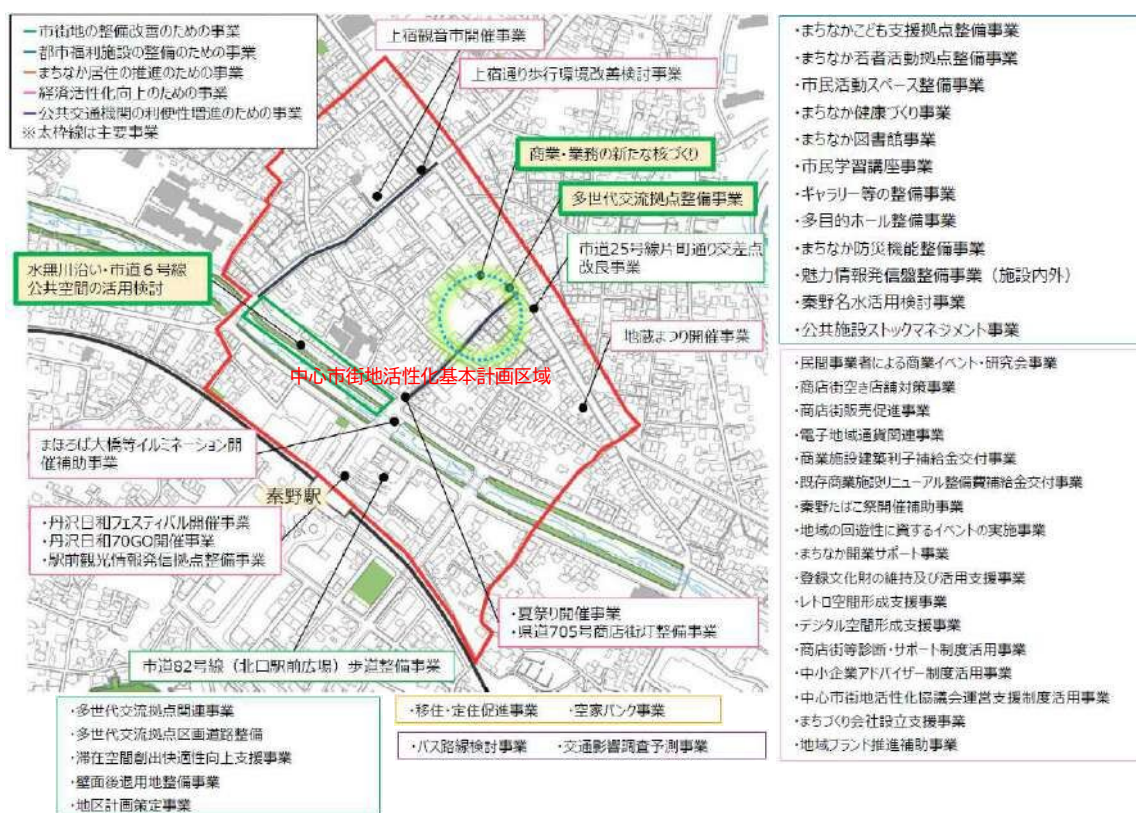 市街地の整備改善のための事業
都市福利施設の整備のための事業
まちなか居住の推進のための事業
経済活性化向上のための事業
公共交通機関の利便性増進のための事業
※太枠線は主要事業
上宿観音市開催事業
上宿通り歩行環境改善検討事業
商業・業務の新たな核づくり
多世代交流拠点整備事業
市道25号線片町通り交差点
改良事業
水無川沿い・市道6号線
公共空間の活用検討
地蔵まつり開催事業
中心市街地活性化基本計画区域
まほろば大橋等イルミネーション開
催補助事業
秦野駅
・丹沢日和フェスティバル開催事業
・丹沢日和70GO開催事業
・駅前観光情報発信拠点整備事業
・夏祭り開催事業
・県道705号商店街灯整備事業
市道82号線（北口駅前広場）歩道整備事業
・多世代交流拠点関連事業
・多世代交流拠点区画道路整備
・滞在空間創出快適性向上支援事業
・壁面後退用地整備事業
・地区計画策定事業
・移住・定住促進事業　・空家バンク事業
・バス路線検討事業　・交通影響調査予測事業
・まちなかこども支援拠点整備事業
・まちなか若者活動拠点整備事業
・市民活動スペース整備事業
・まちなか健康づくり事業
・まちなか図書館事業
・市民学習講座事業
・ギャラリー等の整備事業
・多目的ホール整備事業
・まちなか防災機能整備事業
・魅力情報発信盤整備事業（施設内外）
・秦野名水活用検討事業
・公共施設ストックマネジメント事業
・民間事業者による商業イベント・研究会事業
・商店街空き店舗対策事業
・商店街販売促進事業
・電子地域通貨関連事業
・商業施設建築利子補給金交付事業
・既存商業施設リニューアル整備費補給金交付事業
・秦野たばこ祭開催補助事業
・地域の回遊性に資するイベントの実施事業
・まちなか開業サポート事業
・登録文化財の維持及び活用支援事業
・レトロ空間形成支援事業
・デジタル空間形成支援事業
・商店街等診断・サポート制度活用事業
・中小企業アドバイザー制度活用事業
・中心市街地活性化協議会運営支援制度活用事業
・まちづくり会社設立支援事業
・地域ブランド推進補助事業